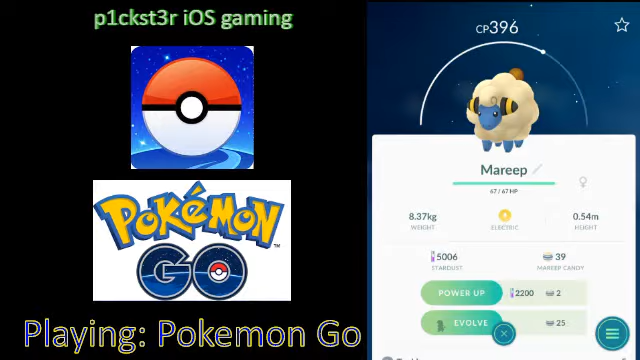 p1ckst3r iOS gaming
POKéMON
GO
Playing: Pokemon Go
CP396
Mareep
67 / 67 HP
8.37kg
WEIGHT
ELECTRIC
0.54m
HEIGHT
5006
STARDUST
39
MAREEP CANDY
POWER UP
2200
2
EVOLVE
25